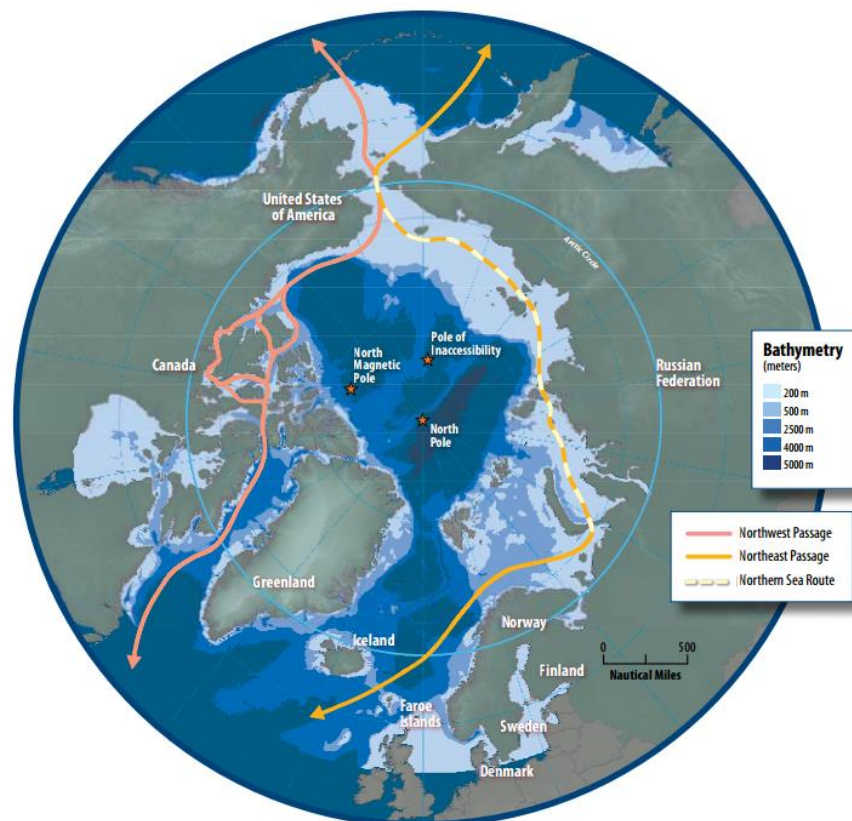 United States
of America
Arctic Circle
Canada
North
Magnetic
Pole
Pole of
Inaccessibility
North
Pole
Russian
Federation
Greenland
Iceland
Norway
Finland
Faroe
Islands
Sweden
Denmark
0 500
Nautical Miles
Bathymetry
(meters)
200 m
500 m
2500 m
4000 m
5000 m
Northwest Passage
Northeast Passage
Northern Sea Route